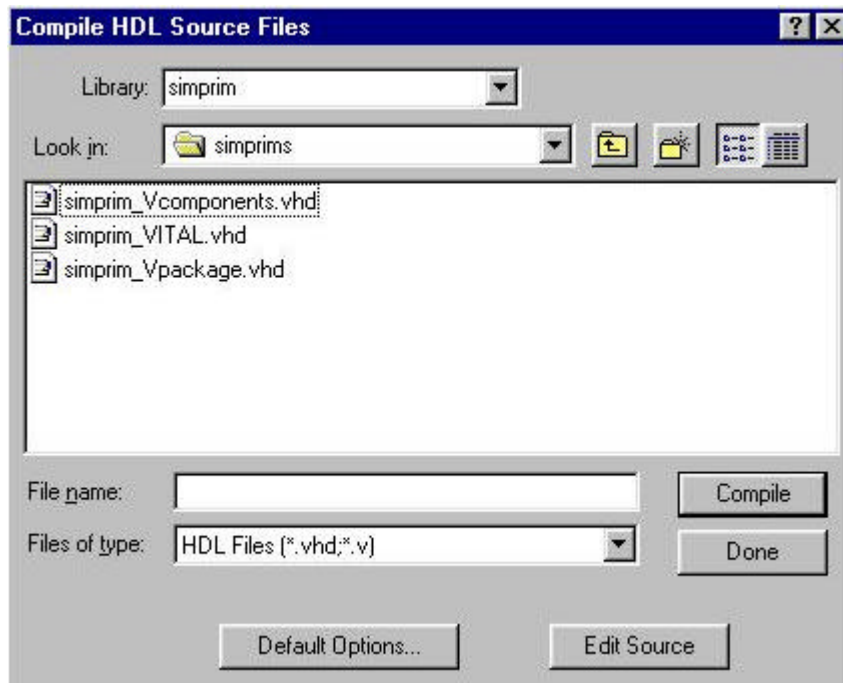 Compile HDL Source Files
Library: simprim
Look in: simprims
simprim_Vcomponents.vhd
simprim_VITAL.vhd
simprim_Vpackage.vhd
File name: Compile
Files of type: HDL Files (*.vhd;*.v) Done
Default Options... Edit Source